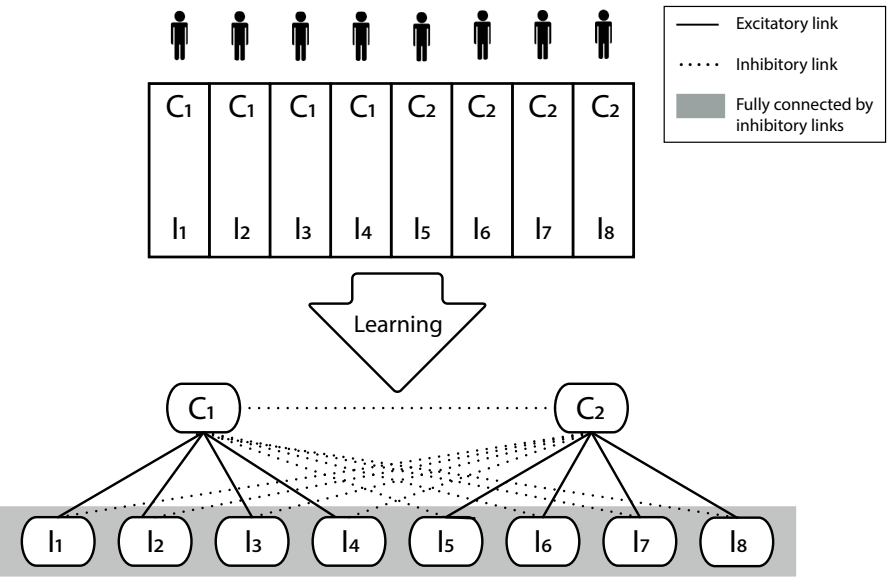 Excitatory link
Inhibitory link
Fully connected by
inhibitory links
C₁ C₁ C₁ C₁ C₂ C₂ C₂ C₂
I₁ I₂ I₃ I₄ I₅ I₆ I₇ I₈
Learning
C₁ C₂
I₁ I₂ I₃ I₄ I₅ I₆ I₇ I₈